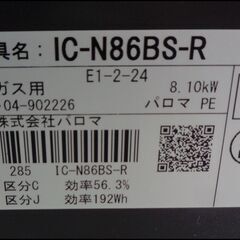 具名：IC-N86BS-R
E1-2-24
ガス用 8.10kW
-04-902226 パロマ PE
株式会社パロマ
285 IC-N86BS-R
区分C 効率56.3%
区分J 効率192Wh